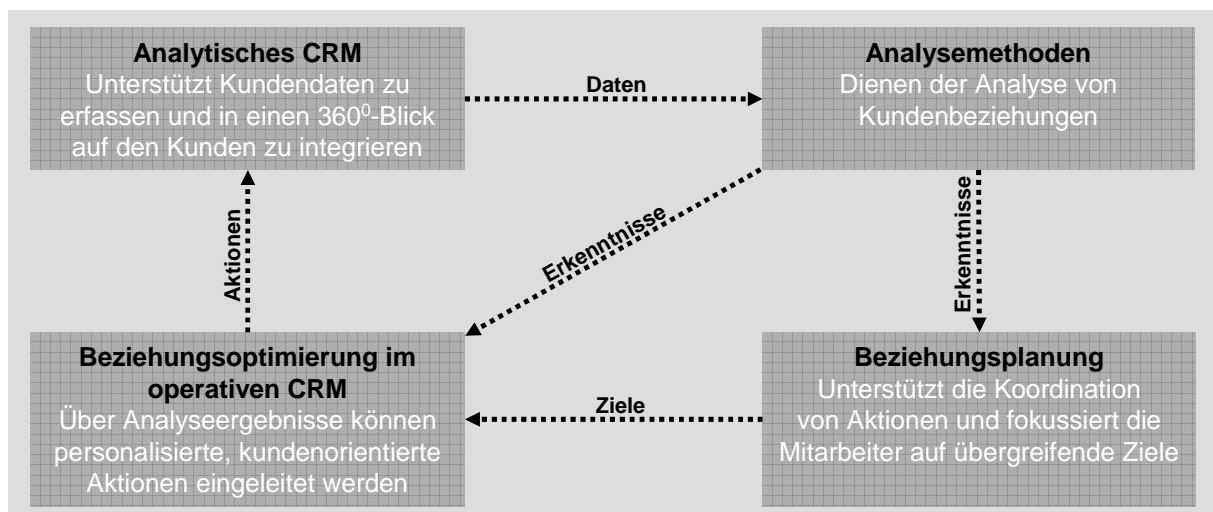 Analytisches CRM
Unterstützt Kundendaten zu
erfassen und in einen 360⁰-Blick
auf den Kunden zu integrieren
Daten
Analysemethoden
Dienen der Analyse von
Kundenbeziehungen
Aktionen
Erkenntnisse
Erkenntnisse
Beziehungsoptimierung im
operativen CRM
Über Analyseergebnisse können
personalisierte, kundenorientierte
Aktionen eingeleitet werden
Ziele
Beziehungsplanung
Unterstützt die Koordination
von Aktionen und fokussiert die
Mitarbeiter auf übergreifende Ziele